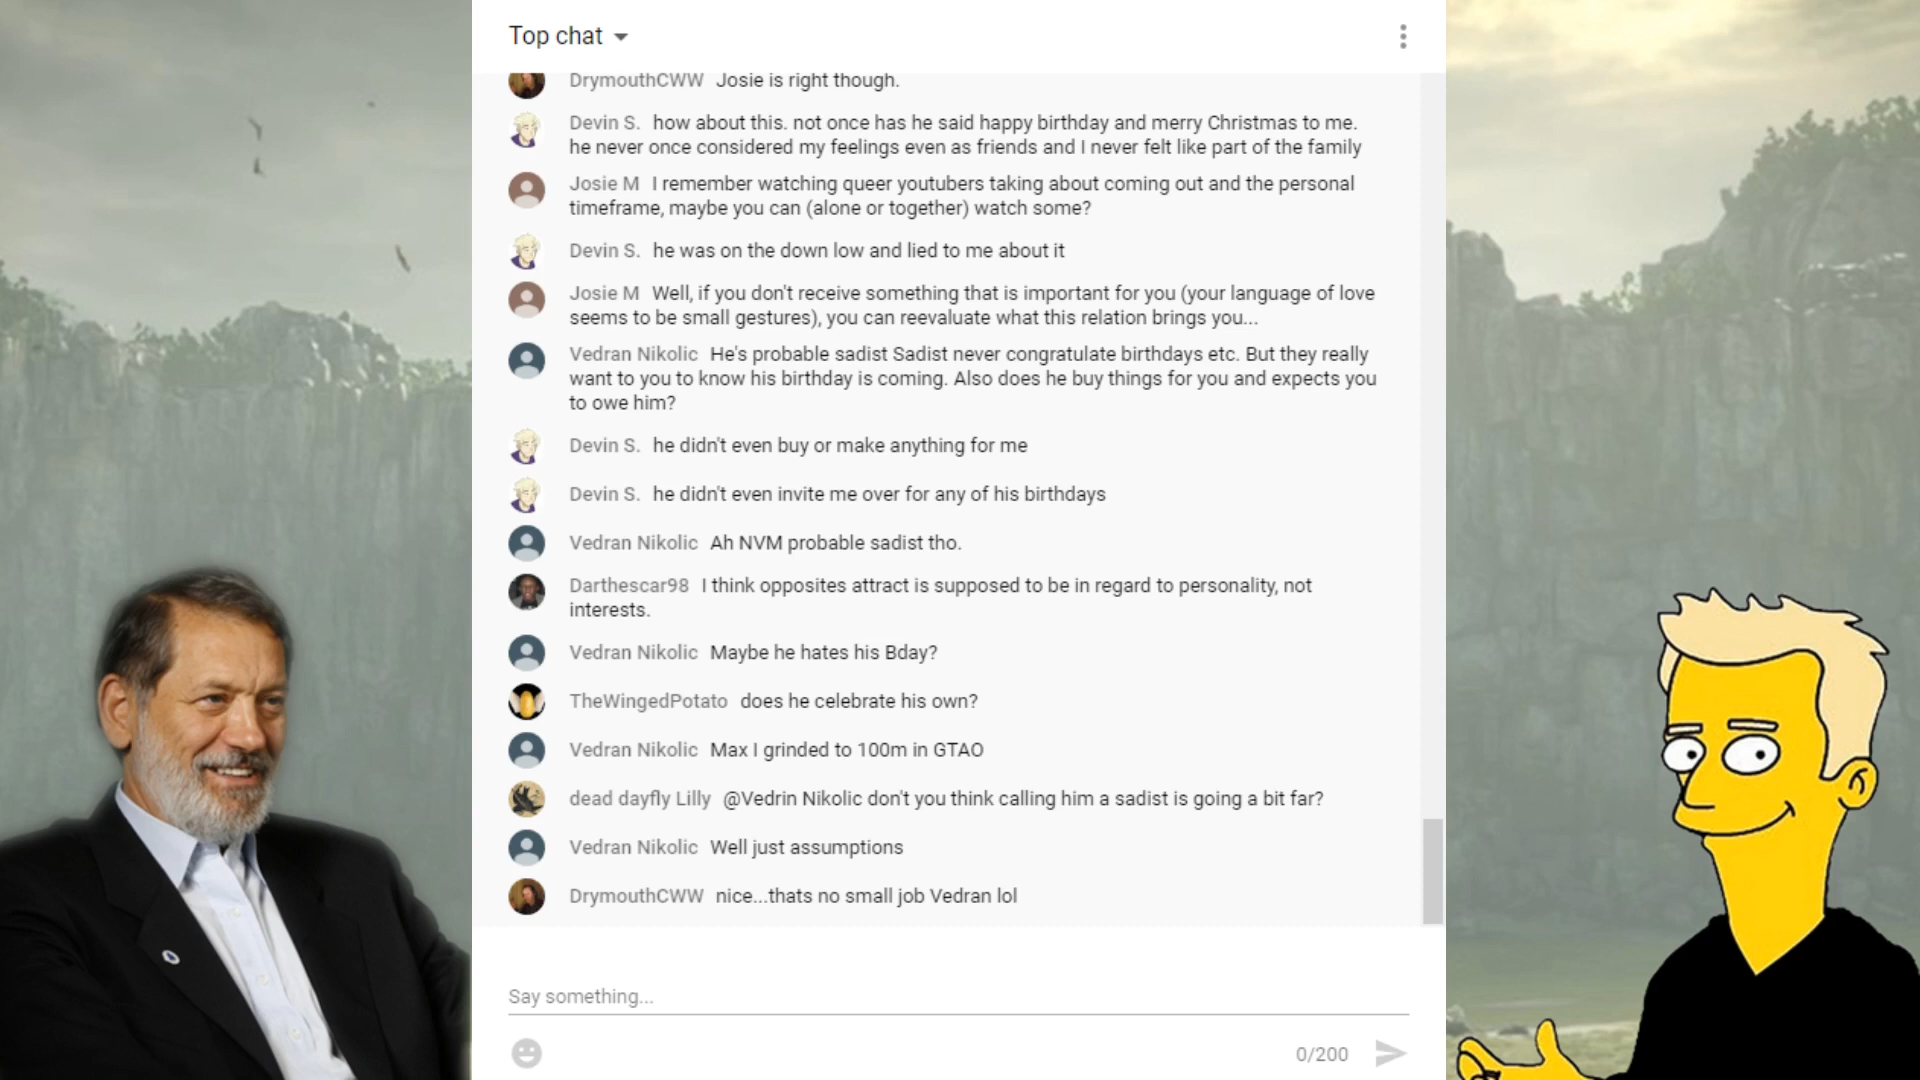 Top chat
DrymouthCWW Josie is right though.
Devin S. how about this. not once has he said happy birthday and merry Christmas to me.
he never once considered my feelings even as friends and I never felt like part of the family
Josie M I remember watching queer youtubers taking about coming out and the personal
timeframe, maybe you can (alone or together) watch some?
Devin S. he was on the down low and lied to me about it
Josie M Well, if you don't receive something that is important for you (your language of love
seems to be small gestures), you can reevaluate what this relation brings you...
Vedran Nikolic He's probable sadist Sadist never congratulate birthdays etc. But they really
want to you to know his birthday is coming. Also does he buy things for you and expects you
to owe him?
Devin S. he didn't even buy or make anything for me
Devin S. he didn't even invite me over for any of his birthdays
Vedran Nikolic Ah NVM probable sadist tho.
Darthescar98 I think opposites attract is supposed to be in regard to personality, not
interests.
Vedran Nikolic Maybe he hates his Bday?
TheWingedPotato does he celebrate his own?
Vedran Nikolic Max I grinded to 100m in GTAO
dead dayfly Lilly @Vedrin Nikolic don't you think calling him a sadist is going a bit far?
Vedran Nikolic Well just assumptions
DrymouthCWW nice...thats no small job Vedran lol
Say something...
0/200